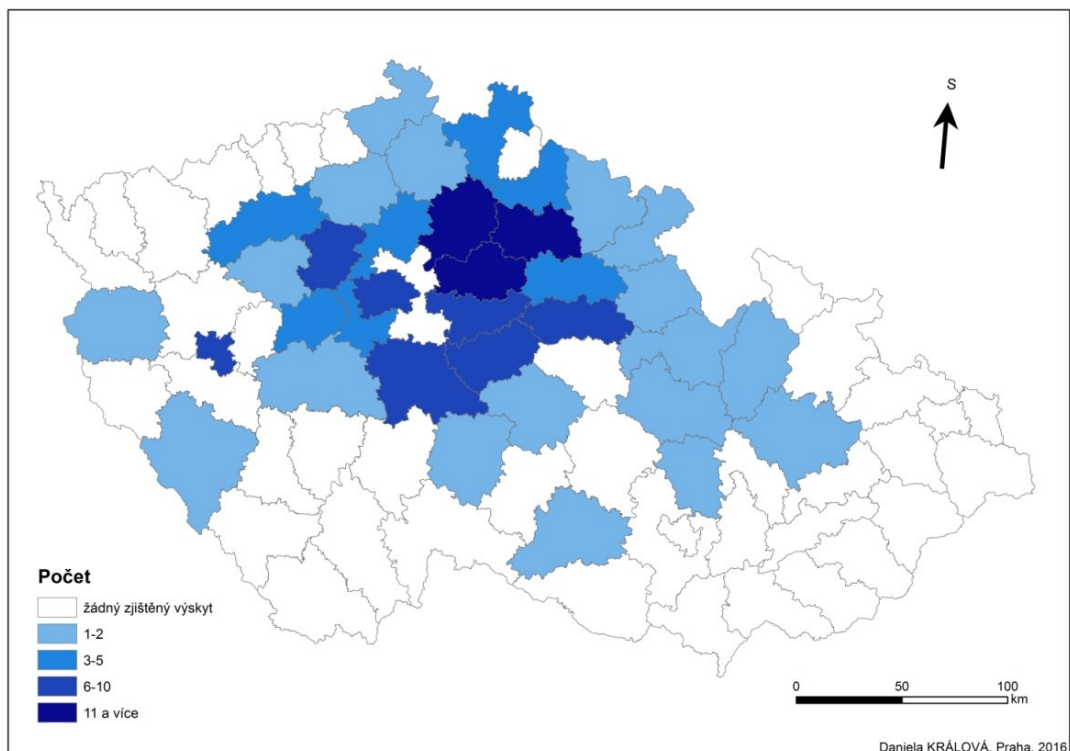 S
Počet
žádný zjištěný výskyt
1-2
3-5
6-10
11 a více
0 50 100
km
Daniela KRÁLOVÁ, Praha, 2016